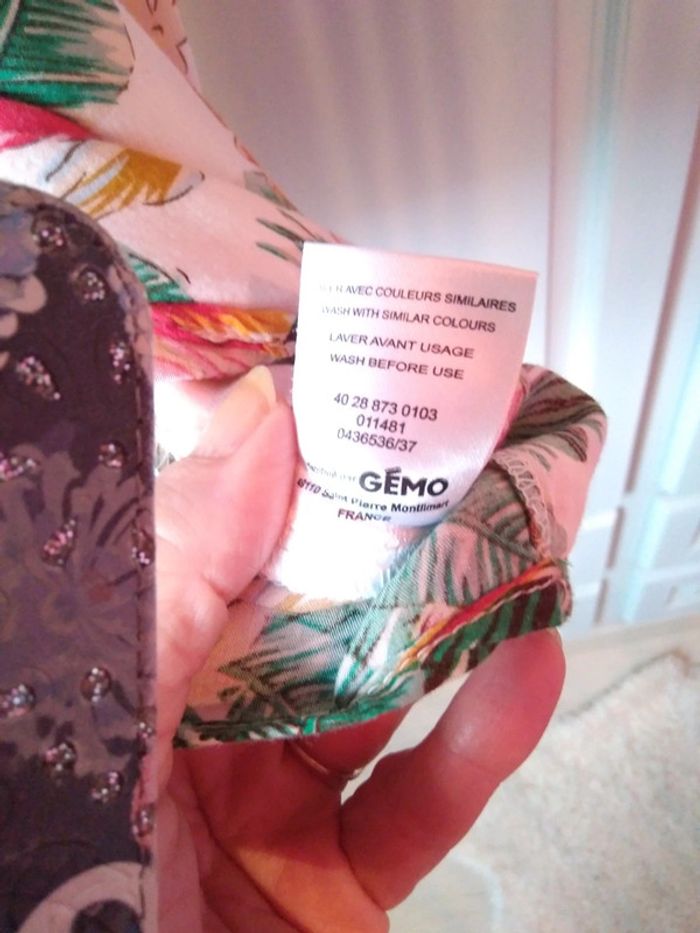 AVEC COULEURS SIMILAIRES
WASH WITH SIMILAR COLOURS
LAVER AVANT USAGE
WASH BEFORE USE
40 28 873 0103
011481
0436536/37
GÉMO
Saint Pierre Montlimart
FRANCE